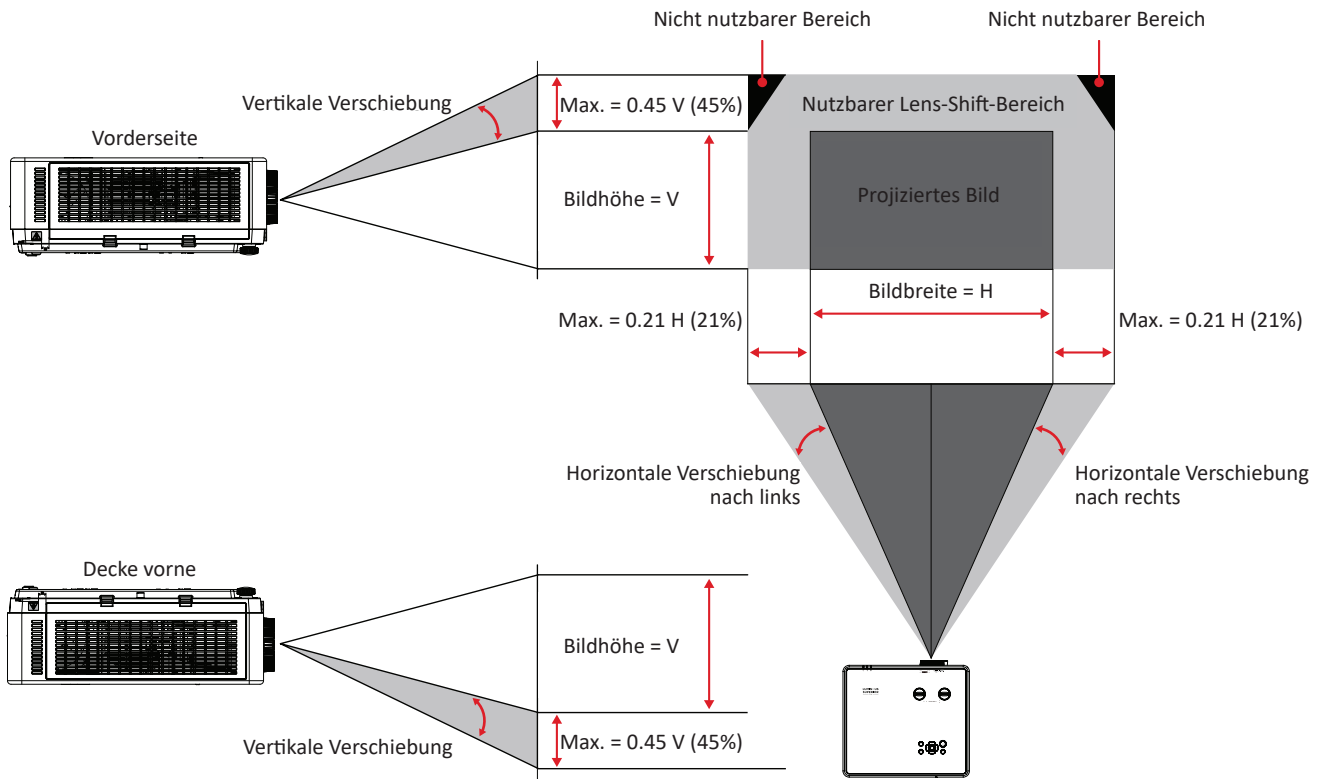 Nicht nutzbarer Bereich
Nicht nutzbarer Bereich
Vertikale Verschiebung
Max. = 0.45 V (45%)
Nutzbarer Lens-Shift-Bereich
Vorderseite
Bildhöhe = V
Projiziertes Bild
Bildbreite = H
Max. = 0.21 H (21%)
Max. = 0.21 H (21%)
Horizontale Verschiebung
nach links
Horizontale Verschiebung
nach rechts
Decke vorne
Bildhöhe = V
Vertikale Verschiebung
Max. = 0.45 V (45%)